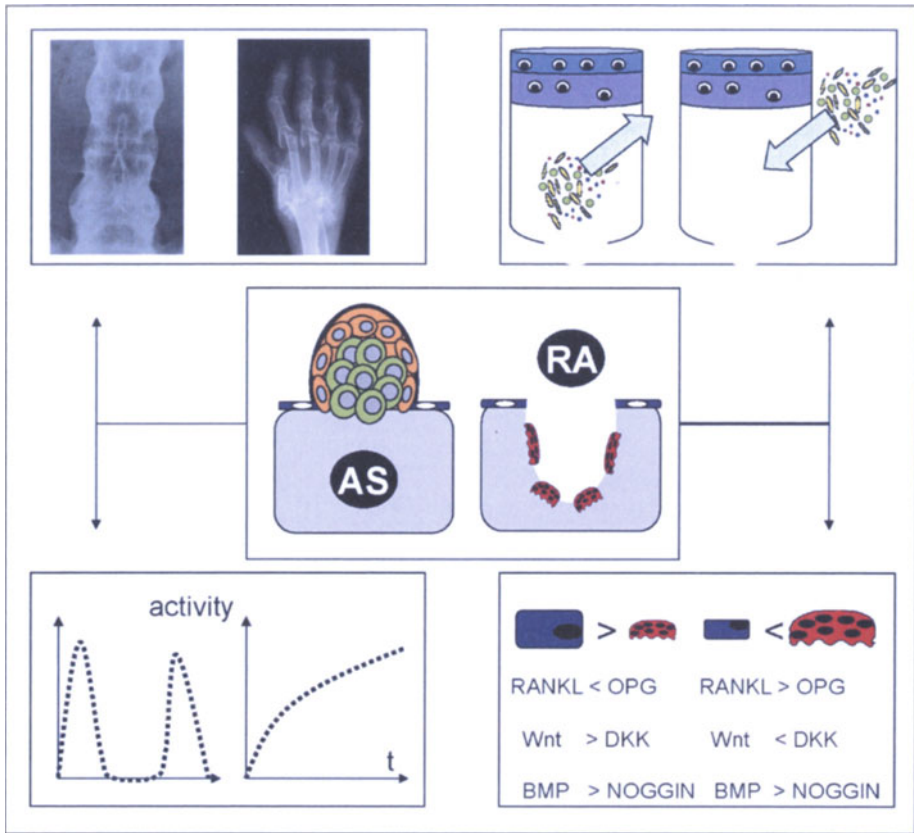 RA
AS
activity
t
> <
RANKL < OPG RANKL > OPG
Wnt > DKK Wnt < DKK
BMP > NOGGIN BMP > NOGGIN